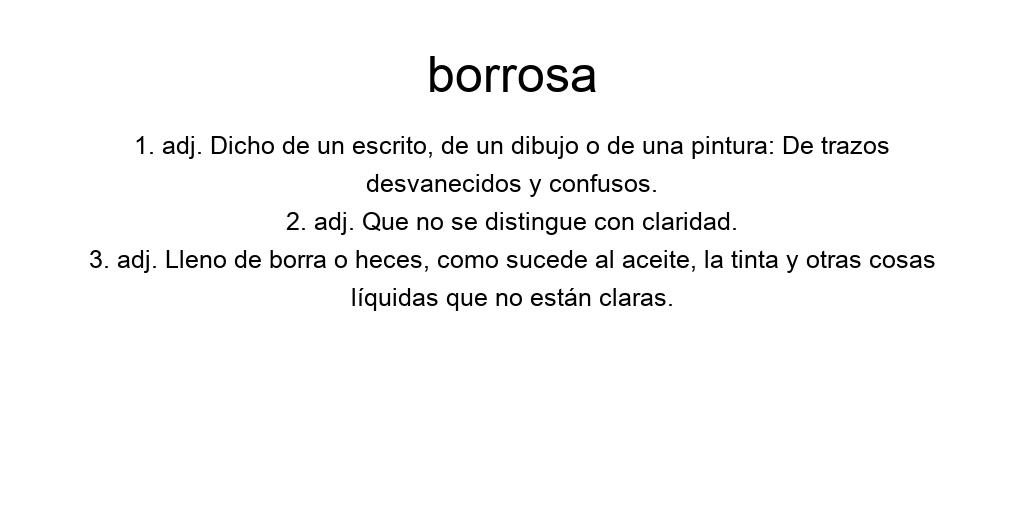 borrosa
1. adj. Dicho de un escrito, de un dibujo o de una pintura: De trazos
desvanecidos y confusos.
2. adj. Que no se distingue con claridad.
3. adj. Lleno de borra o heces, como sucede al aceite, la tinta y otras cosas
líquidas que no están claras.